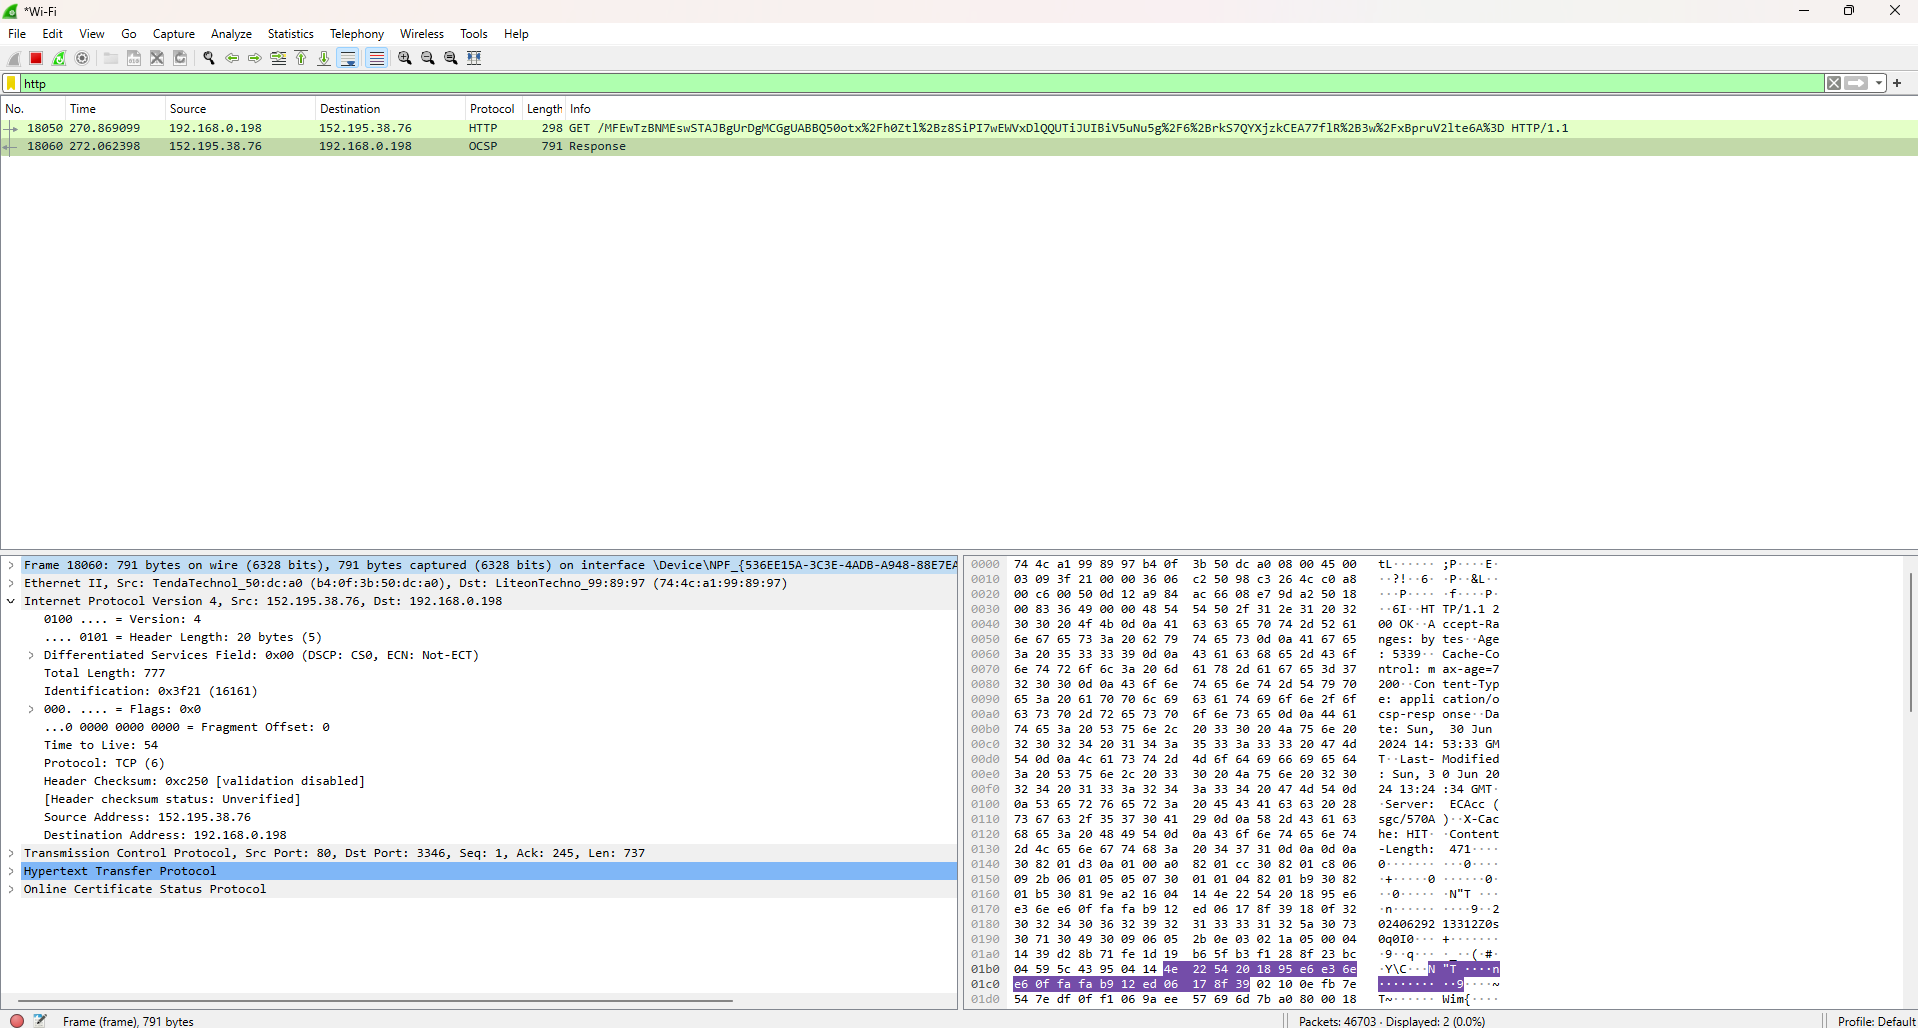 *Wi-Fi
File Edit View Go Capture Analyze Statistics Telephony Wireless Tools Help
http
No. Time Source Destination Protocol Length Info
18050 270.869099 192.168.0.198 152.195.38.76 HTTP 298 GET /MFEwTzBNMEswSTAJBgUrDgMCGgUABBQ50otx%2Fh0Ztl%2Bz8SiPI7wEWVxDlQQUTiJUIBiV5uNu5g%2F6%2BrkS7QYXjzkCEA77flR%2B3w%2FxBpruV2lte6A%3D HTTP/1.1
18060 272.062398 152.195.38.76 192.168.0.198 OCSP 791 Response
Frame 18060: 791 bytes on wire (6328 bits), 791 bytes captured (6328 bits) on interface \Device\NPF_{536EE15A-3C3E-4ADB-A948-88E7EA
Ethernet II, Src: TendaTechnol_50:dc:a0 (b4:0f:3b:50:dc:a0), Dst: LiteonTechno_99:89:97 (74:4c:a1:99:89:97)
Internet Protocol Version 4, Src: 152.195.38.76, Dst: 192.168.0.198
0100 .... = Version: 4
.... 0101 = Header Length: 20 bytes (5)
Differentiated Services Field: 0x00 (DSCP: CS0, ECN: Not-ECT)
Total Length: 777
Identification: 0x3f21 (16161)
000. .... = Flags: 0x0
...0 0000 0000 0000 = Fragment Offset: 0
Time to Live: 54
Protocol: TCP (6)
Header Checksum: 0xc250 [validation disabled]
[Header checksum status: Unverified]
Source Address: 152.195.38.76
Destination Address: 192.168.0.198
Transmission Control Protocol, Src Port: 80, Dst Port: 3346, Seq: 1, Ack: 245, Len: 737
Hypertext Transfer Protocol
Online Certificate Status Protocol
0000 74 4c a1 99 89 97 b4 0f 3b 50 dc a0 08 00 45 00 tL······ ;P····E·
0010 03 09 3f 21 00 00 36 06 c2 50 98 c3 26 4c c0 a8 ··?!··6· ·P··&L··
0020 00 c6 00 50 0d 12 a9 84 ac 66 08 e7 9d a2 50 18 ···P···· ·f····P·
0030 00 83 36 49 00 00 48 54 54 50 2f 31 2e 31 20 32 ··6I··HT TP/1.1 2
0040 30 30 20 4f 4b 0d 0a 41 63 63 65 70 74 2d 52 61 00 OK··A ccept-Ra
0050 6e 67 65 73 3a 20 62 79 74 65 73 0d 0a 41 67 65 nges: by tes··Age
0060 3a 20 35 33 33 39 0d 0a 43 61 63 68 65 2d 43 6f : 5339·· Cache-Co
0070 6e 74 72 6f 6c 3a 20 6d 61 78 2d 61 67 65 3d 37 ntrol: m ax-age=7
0080 32 30 30 0d 0a 43 6f 6e 74 65 6e 74 2d 54 79 70 200··Con tent-Typ
0090 65 3a 20 61 70 70 6c 69 63 61 74 69 6f 6e 2f 6f e: appli cation/o
00a0 63 73 70 2d 72 65 73 70 6f 6e 73 65 0d 0a 44 61 csp-resp onse··Da
00b0 74 65 3a 20 53 75 6e 2c 20 33 30 20 4a 75 6e 20 te: Sun, 30 Jun
00c0 32 30 32 34 20 31 34 3a 35 33 3a 33 33 20 47 4d 2024 14: 53:33 GM
00d0 54 0d 0a 4c 61 73 74 2d 4d 6f 64 69 66 69 65 64 T··Last- Modified
00e0 3a 20 53 75 6e 2c 20 33 30 20 4a 75 6e 20 32 30 : Sun, 3 0 Jun 20
00f0 32 34 20 31 33 3a 32 34 3a 33 34 20 47 4d 54 0d 24 13:24 :34 GMT·
0100 0a 53 65 72 76 65 72 3a 20 45 43 41 63 63 20 28 ·Server: ECAcc (
0110 73 67 63 2f 35 37 30 41 29 0d 0a 58 2d 43 61 63 sgc/570A )··X-Cac
0120 68 65 3a 20 48 49 54 0d 0a 43 6f 6e 74 65 6e 74 he: HIT· ·Content
0130 2d 4c 65 6e 67 74 68 3a 20 34 37 31 0d 0a 0d 0a -Length: 471····
0140 30 82 01 d3 0a 01 00 a0 82 01 cc 30 82 01 c8 06 0······· ···0····
0150 09 2b 06 01 05 05 07 30 01 01 04 82 01 b9 30 82 ·+·····0 ······0·
0160 01 b5 30 81 9e a2 16 04 14 4e 22 54 20 18 95 e6 ··0····· ·N"T ···
0170 e3 6e e6 0f fa fa b9 12 ed 06 17 8f 39 18 0f 32 ·n······ ····9··2
0180 30 32 34 30 36 32 39 32 31 33 33 31 32 5a 30 73 02406292 13312Z0s
0190 30 71 30 49 30 09 06 05 2b 0e 03 02 1a 05 00 04 0q0I0··· +·······
01a0 14 39 d2 8b 71 fe 1d 19 b6 5f b3 f1 28 8f 23 bc ·9··q··· ·_··(·#·
01b0 04 59 5c 43 95 04 14 4e 22 54 20 18 95 e6 e3 6e ·Y\C···N "T ····n
01c0 e6 0f fa fa b9 12 ed 06 17 8f 39 02 10 0e fb 7e ········ ··9····~
01d0 54 7e df 0f f1 06 9a ee 57 69 6d 7b a0 80 00 18 T~······ Wim{····
Frame (frame), 791 bytes
Packets: 46703 · Displayed: 2 (0.0%)
Profile: Default